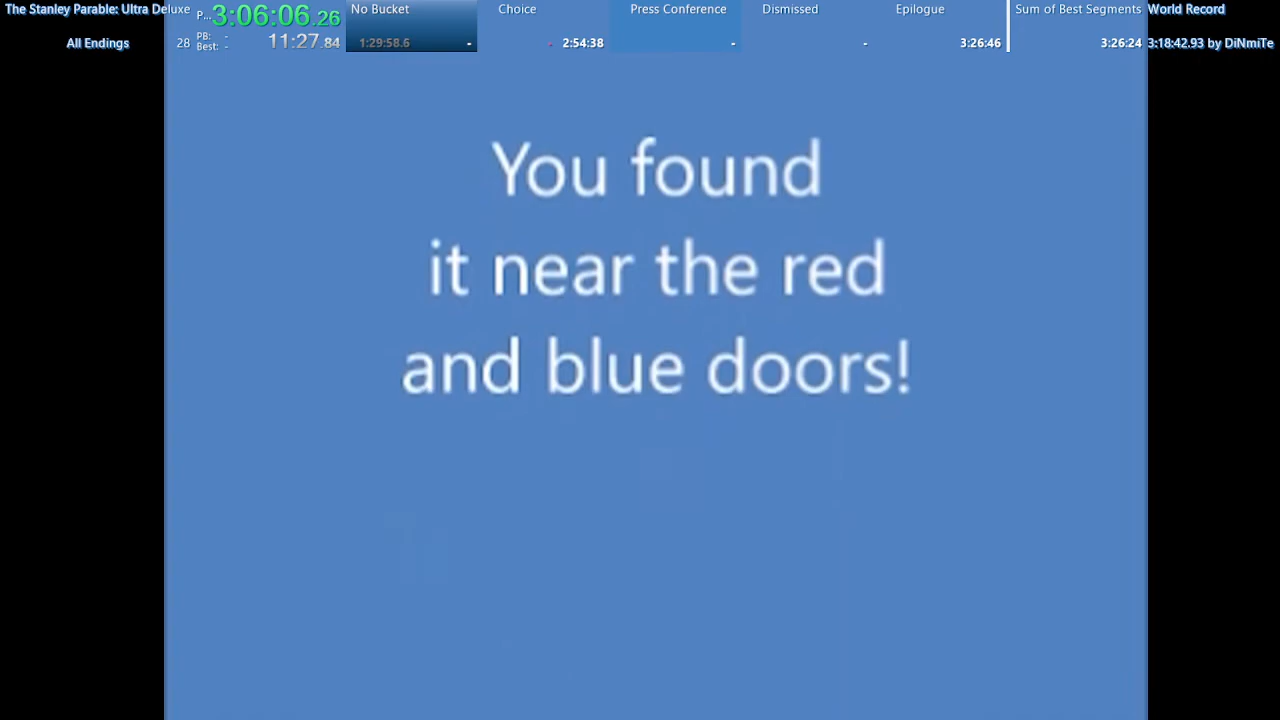 The Stanley Parable: Ultra Deluxe
All Endings
28
P...
3:06:06.26
PB: -
Best: -
11:27.84
No Bucket
1:29:58.6 -
Choice
2:54:38
Press Conference
-
Dismissed
-
Epilogue
3:26:46
Sum of Best Segments
3:26:24
World Record
3:18:42.93 by DiNmiTe
You found
it near the red
and blue doors!